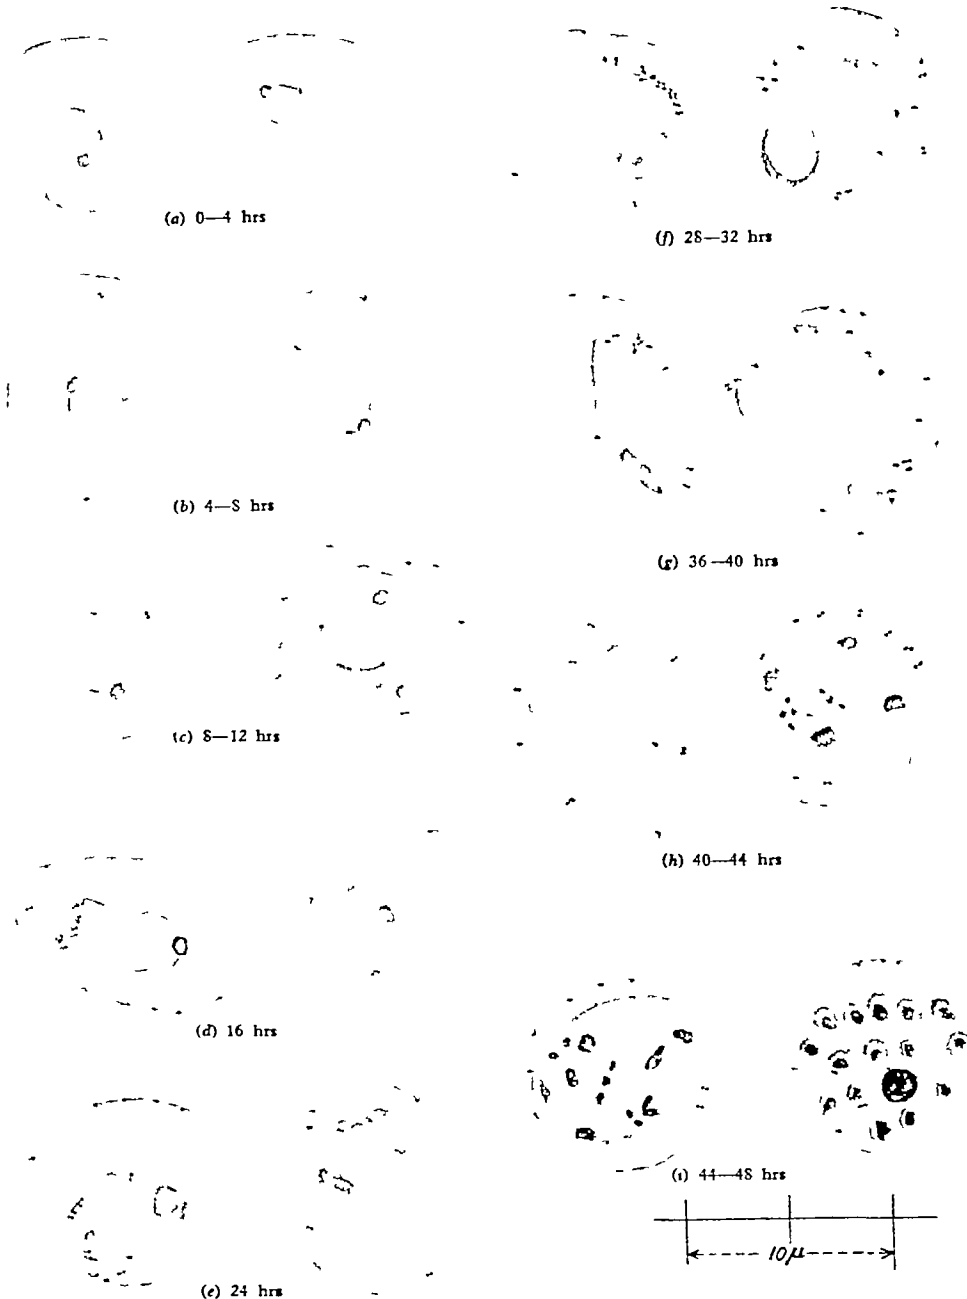 (a) 0—4 hrs
(b) 4—8 hrs
(c) 8—12 hrs
(d) 16 hrs
(e) 24 hrs
(f) 28—32 hrs
(g) 36—40 hrs
(h) 40—44 hrs
(i) 44—48 hrs
10 μ